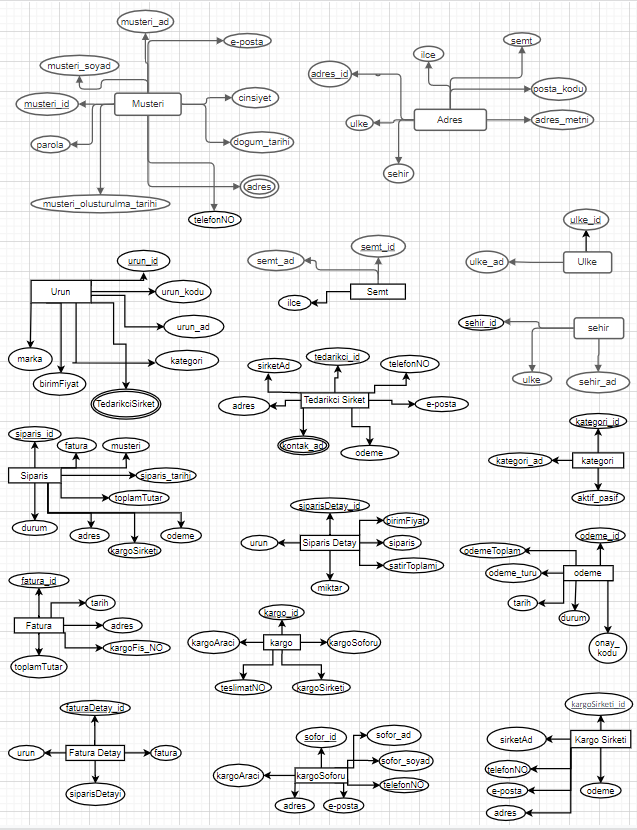 musteri_ad
e-posta
musteri_soyad
musteri_id
Musteri
cinsiyet
parola
dogum_tarihi
adres
musteri_olusturulma_tarihi
telefonNO
semt
ilce
adres_id
posta_kodu
ulke
Adres
adres_metni
sehir
urun_id
Urun
urun_kodu
urun_ad
marka
kategori
birimFiyat
TedarikciSirket
semt_id
semt_ad
ilce
Semt
ulke_id
ulke_ad
Ulke
sehir_id
sehir
ulke
sehir_ad
tedarikci_id
sirketAd
telefonNO
adres
Tedarikci Sirket
e-posta
kontak_ad
odeme
kategori_id
kategori_ad
kategori
aktif_pasif
siparis_id
fatura
musteri
Siparis
siparis_tarihi
toplamTutar
durum
adres
odeme
kargoSirketi
siparisDetay_id
birimFiyat
urun
Siparis Detay
siparis
satirToplami
miktar
odeme_id
odemeToplam
odeme_turu
odeme
tarih
durum
onay_
kodu
fatura_id
tarih
Fatura
adres
kargoFis_NO
toplamTutar
kargo_id
kargoAraci
kargo
kargoSoforu
teslimatNO
kargoSirketi
faturaDetay_id
urun
Fatura Detay
fatura
siparisDetayi
sofor_id
sofor_ad
sofor_soyad
kargoAraci
kargoSoforu
telefonNO
adres
e-posta
kargoSirketi_id
sirketAd
Kargo Sirketi
telefonNO
e-posta
odeme
adres